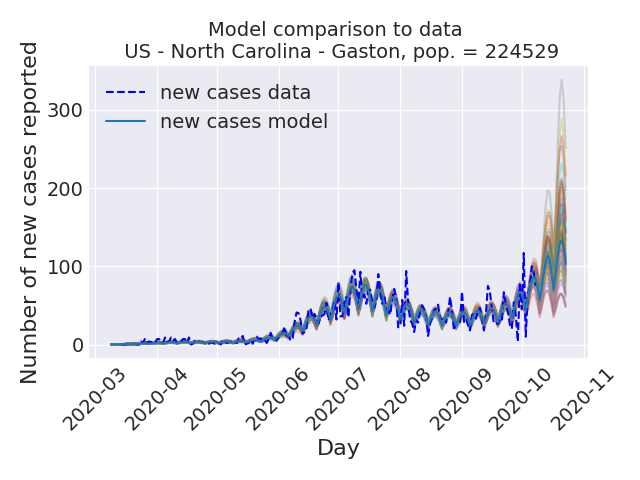 Model comparison to data
US - North Carolina - Gaston, pop. = 224529
Number of new cases reported
300
200
100
0
new cases data
new cases model
2020-03
2020-04
2020-05
2020-06
2020-07
2020-08
2020-09
2020-10
2020-11
Day